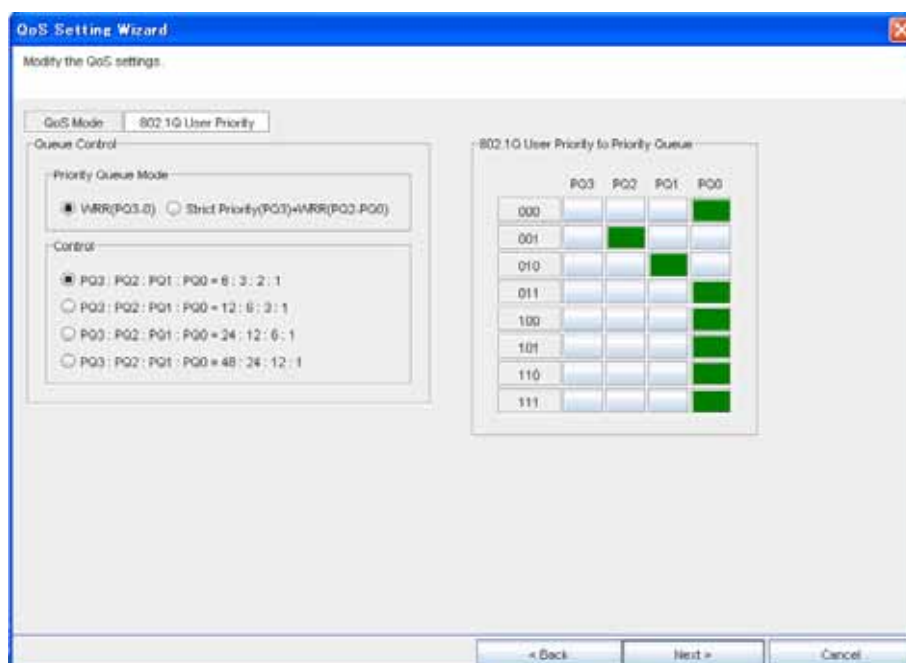 QoS Setting Wizard
Modify the QoS settings.
QoS Mode
802.1Q User Priority
Queue Control
Priority Queue Mode
WRR(PQ3-0)
Strict Priority(PQ3)+WRR(PQ2-PQ0)
Control
PQ3 : PQ2 : PQ1 : PQ0 = 6 : 3 : 2 : 1
PQ3 : PQ2 : PQ1 : PQ0 = 12 : 6 : 3 : 1
PQ3 : PQ2 : PQ1 : PQ0 = 24 : 12 : 6 : 1
PQ3 : PQ2 : PQ1 : PQ0 = 48 : 24 : 12 : 1
802.1Q User Priority to Priority Queue
PQ3 PQ2 PQ1 PQ0
000
001
010
011
100
101
110
111
< Back
Next >
Cancel